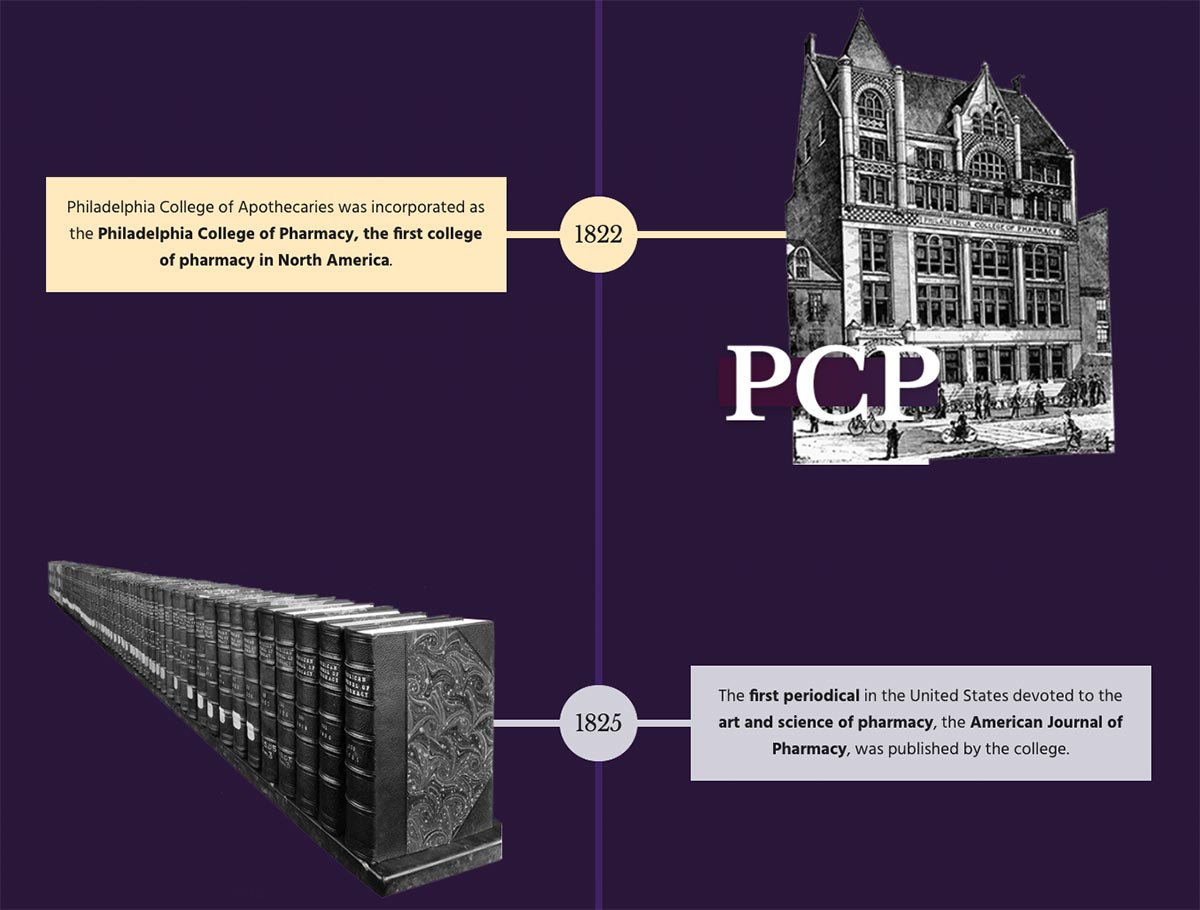 Philadelphia College of Apothecaries was incorporated as
the Philadelphia College of Pharmacy, the first college
of pharmacy in North America.
1822
PHILADELPHIA COLLEGE OF PHARMACY
PCP
1825
The first periodical in the United States devoted to the
art and science of pharmacy, the American Journal of
Pharmacy, was published by the college.